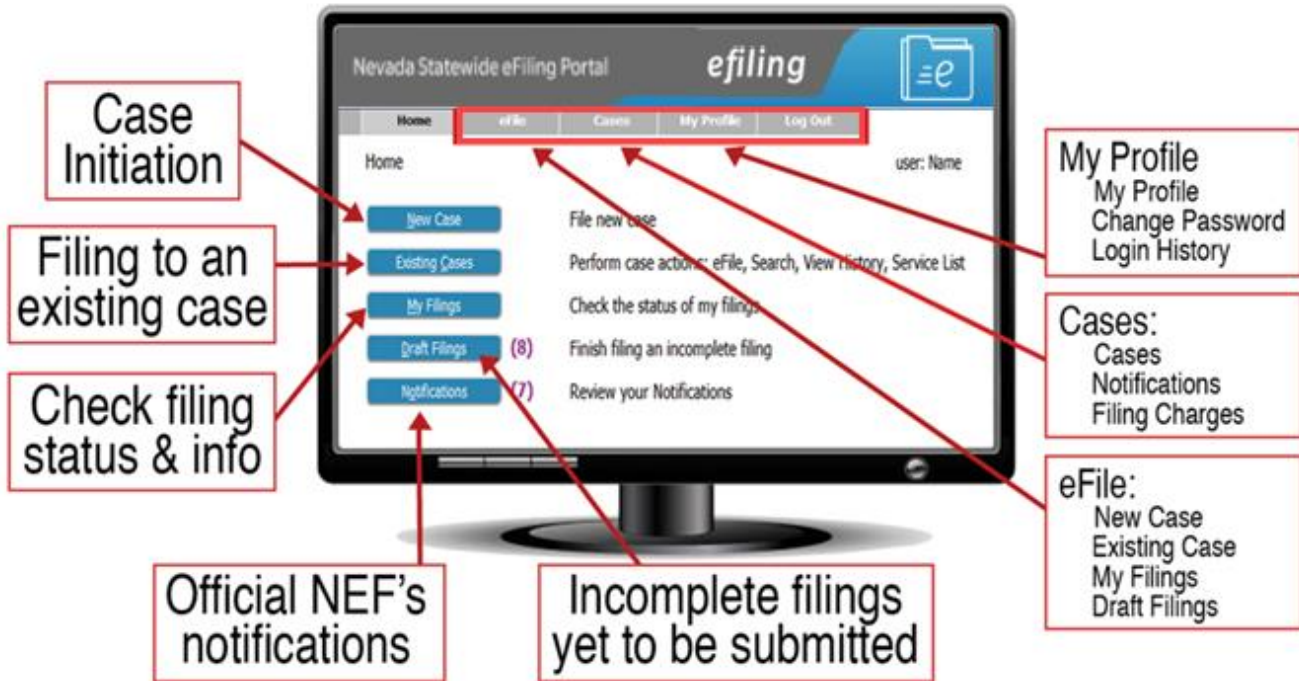 Nevada Statewide eFiling Portal
efiling
=e
Home eFile Cases My Profile Log Out
Home
user: Name
New Case
File new case
Existing Cases
Perform case actions: eFile, Search, View History, Service List
My Filings
Check the status of my filings
Draft Filings (8)
Finish filing an incomplete filing
Notifications (7)
Review your Notifications
Case
Initiation
Filing to an
existing case
Check filing
status & info
Official NEF's
notifications
Incomplete filings
yet to be submitted
My Profile
My Profile
Change Password
Login History
Cases:
Cases
Notifications
Filing Charges
eFile:
New Case
Existing Case
My Filings
Draft Filings